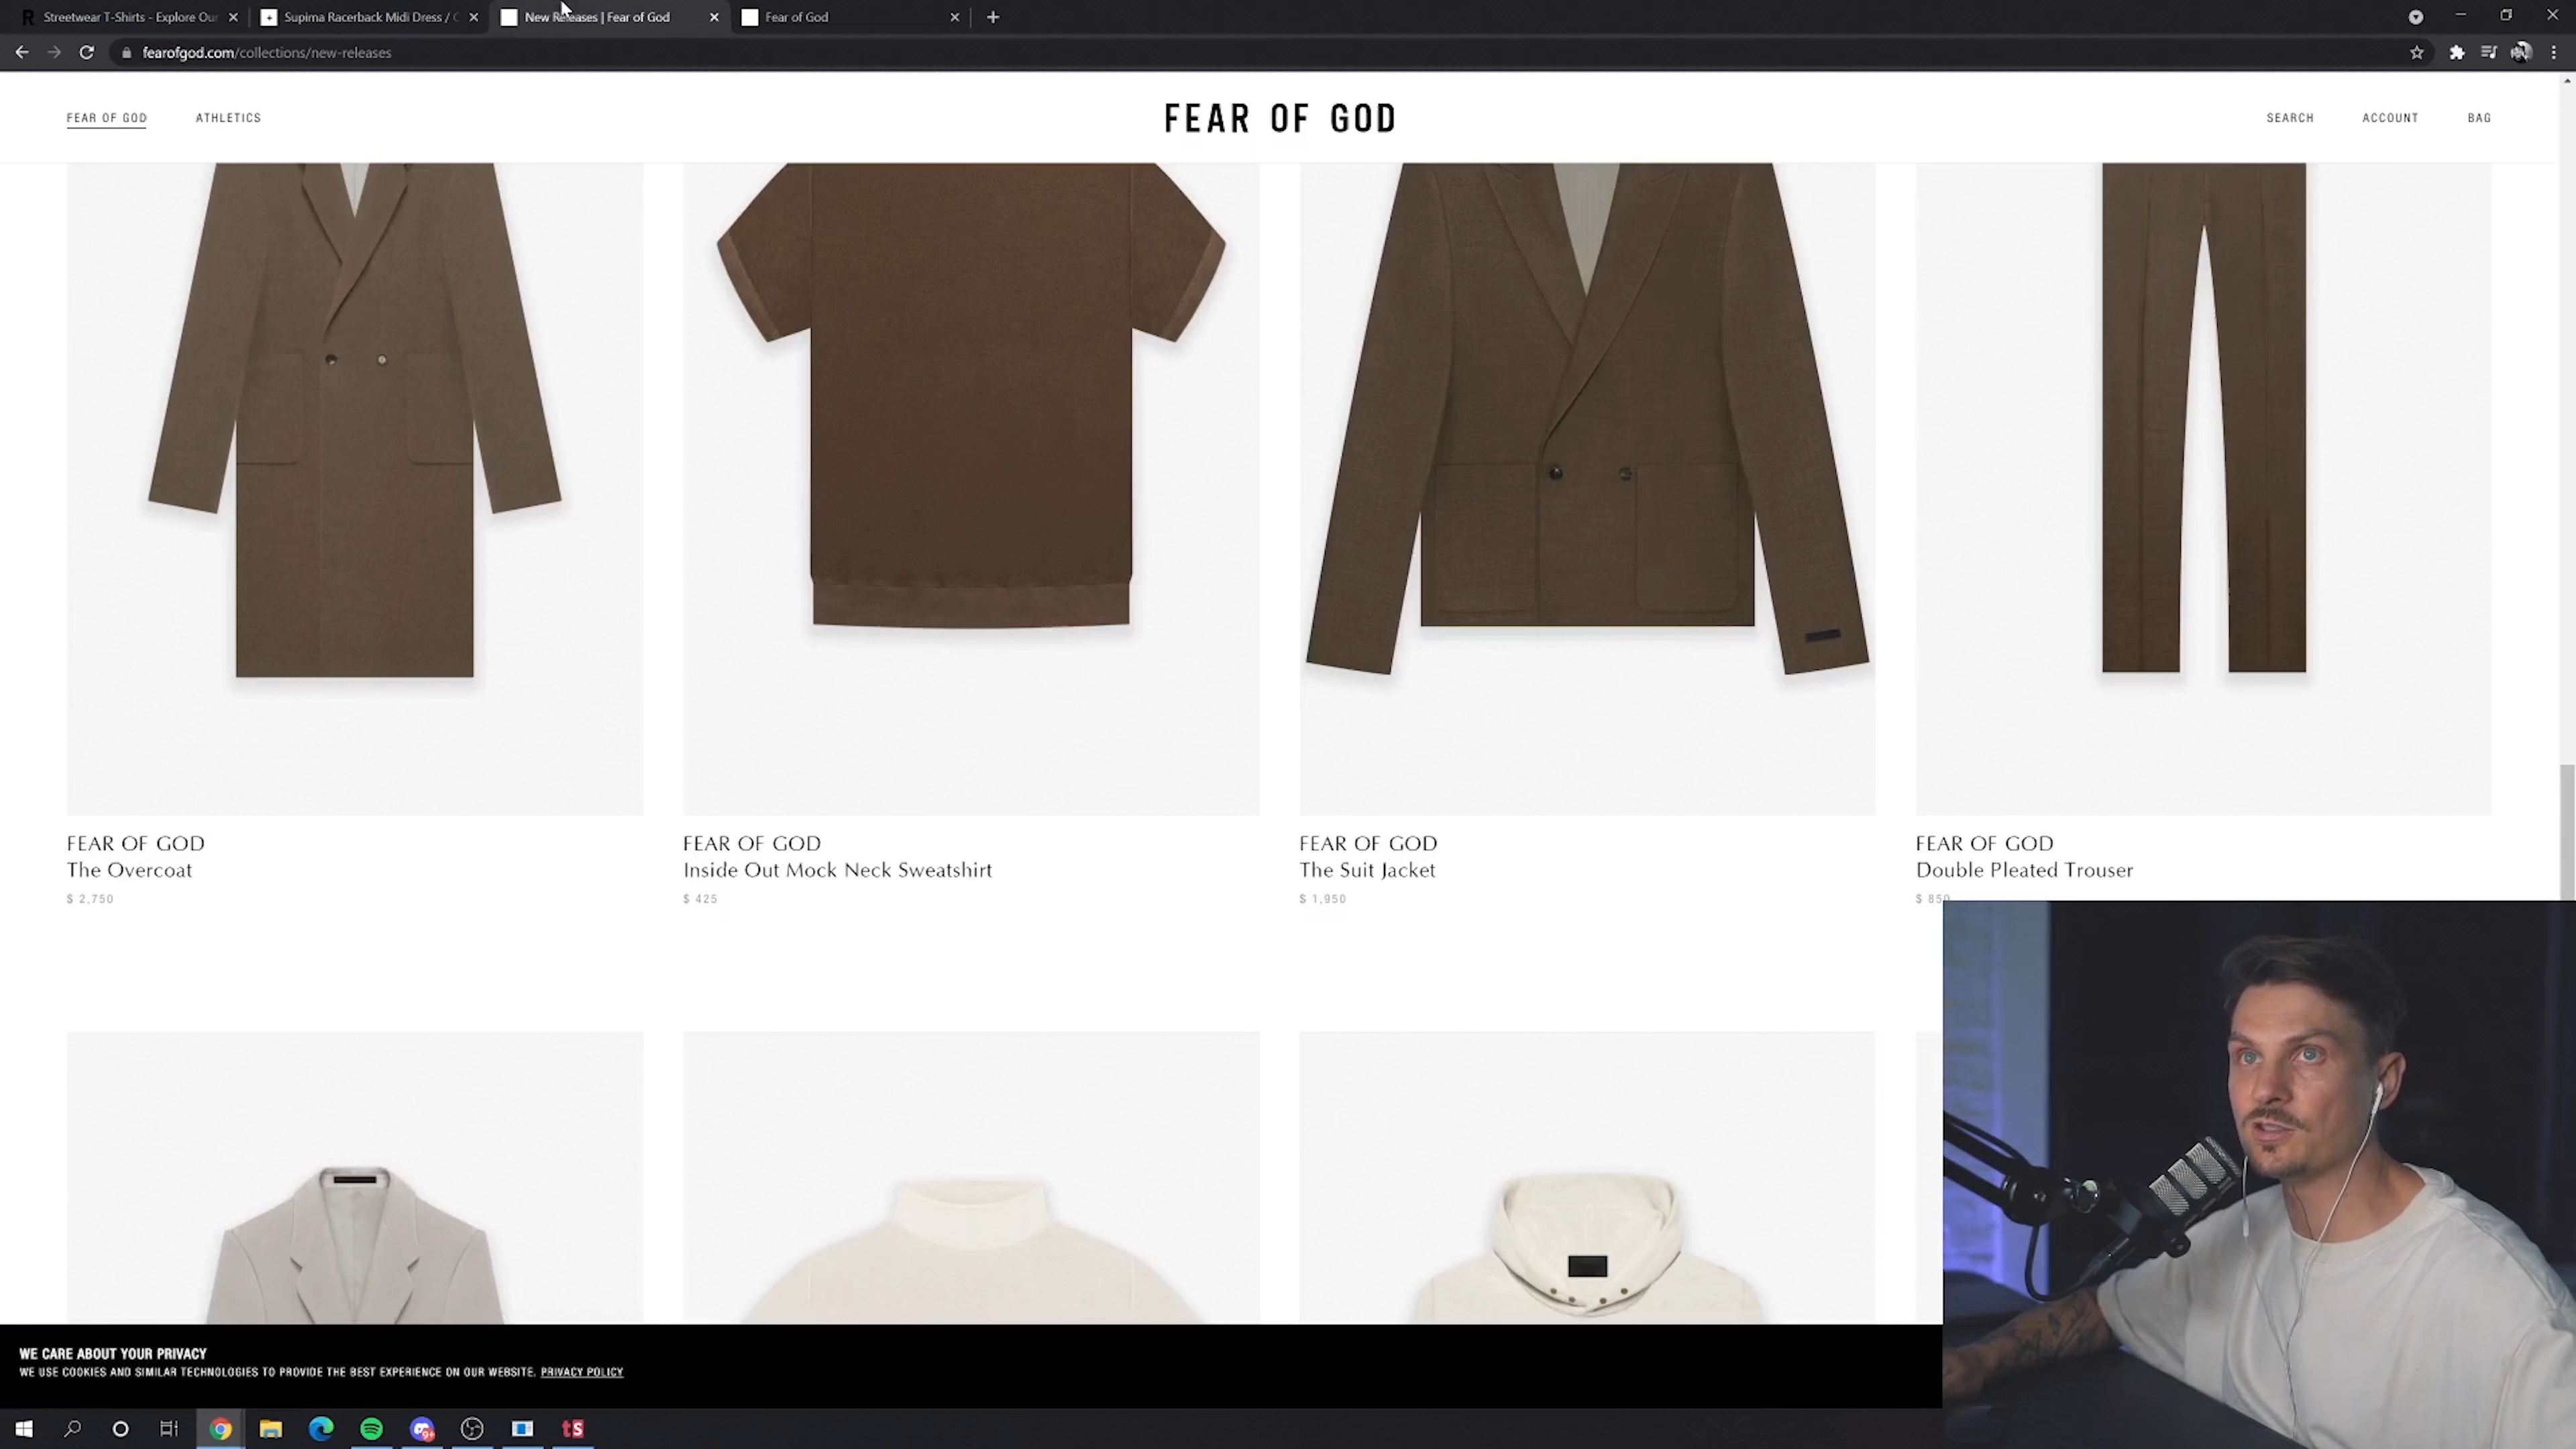 R
Streetwear T-Shirts - Explore Our
Supima Racerback Midi Dress / C
New Releases | Fear of God
Fear of God
fearofgod.com/collections/new-releases
FEAR OF GOD
ATHLETICS
FEAR OF GOD
SEARCH
ACCOUNT
BAG
FEAR OF GOD
The Overcoat
$ 2,750
FEAR OF GOD
Inside Out Mock Neck Sweatshirt
$ 425
FEAR OF GOD
The Suit Jacket
$ 1,950
FEAR OF GOD
Double Pleated Trouser
$ 850
WE CARE ABOUT YOUR PRIVACY
WE USE COOKIES AND SIMILAR TECHNOLOGIES TO PROVIDE THE BEST EXPERIENCE ON OUR WEBSITE. PRIVACY POLICY
9+
tS